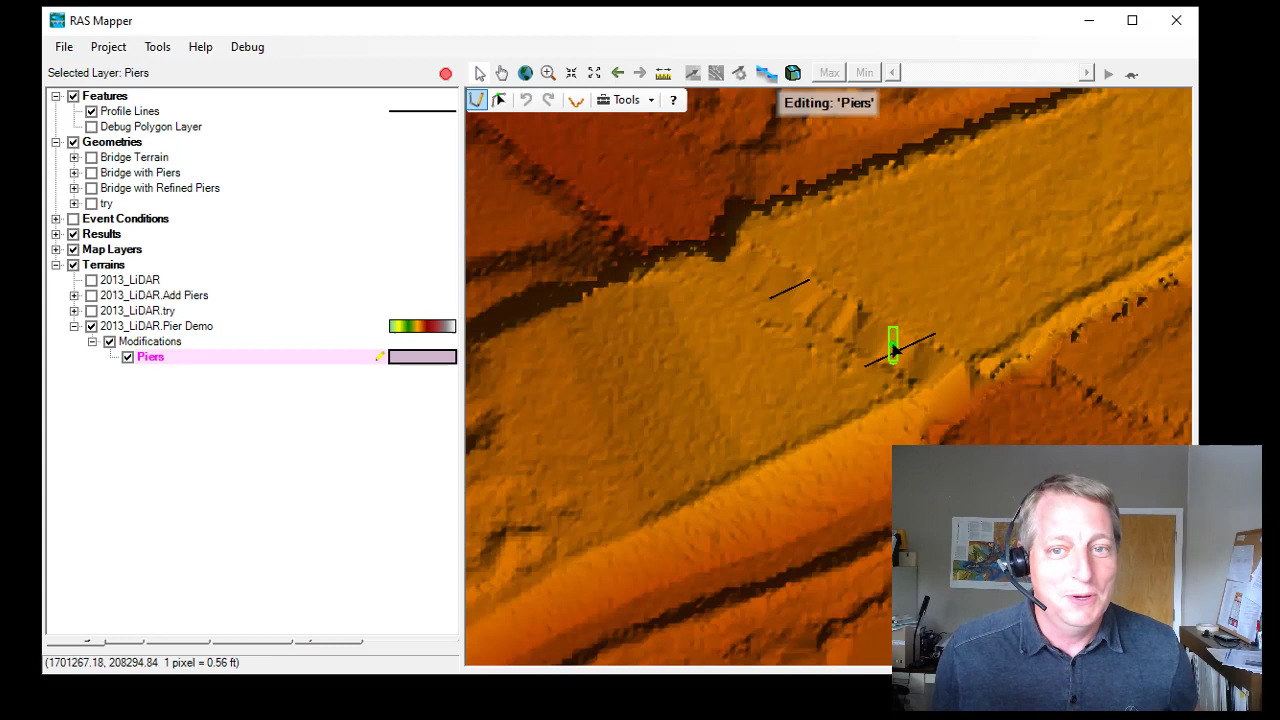 RAS Mapper
File Project Tools Help Debug
Selected Layer: Piers
Max Min
Features
Profile Lines
Debug Polygon Layer
Geometries
Bridge Terrain
Bridge with Piers
Bridge with Refined Piers
try
Event Conditions
Results
Map Layers
Terrains
2013_LiDAR
2013_LiDAR.Add Piers
2013_LiDAR.try
2013_LiDAR.Pier Demo
Modifications
Piers
Tools ?
Editing: 'Piers'
(1701267.18, 208294.84 1 pixel = 0.56 ft)